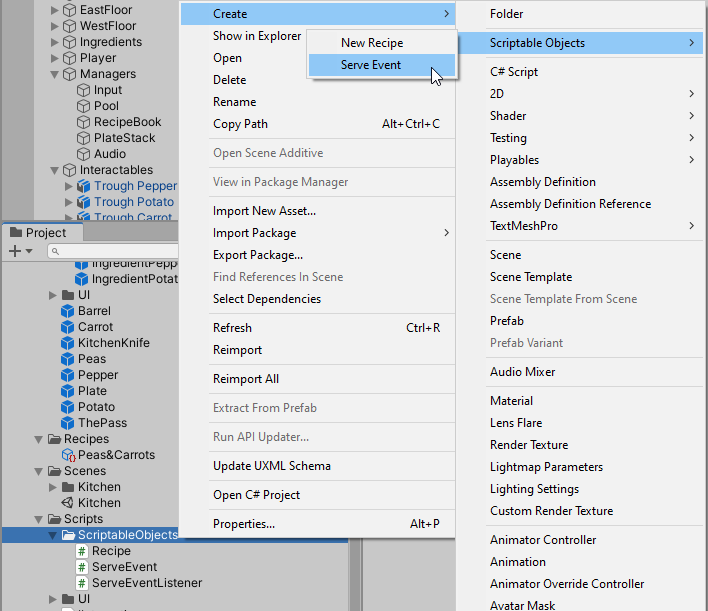 EastFloor
WestFloor
Ingredients
Player
Managers
Input
Pool
RecipeBook
PlateStack
Audio
Interactables
Trough Pepper
Trough Potato
Trough Carrot
Project
IngredientPepp
IngredientPotat
UI
Barrel
Carrot
KitchenKnife
Peas
Pepper
Plate
Potato
ThePass
Recipes
Peas&Carrots
Scenes
Kitchen
Kitchen
Scripts
ScriptableObjects
Recipe
ServeEvent
ServeEventListener
UI
Create
Show in Explorer
Open
Delete
Rename
Copy Path Alt+Ctrl+C
Open Scene Additive
View in Package Manager
Import New Asset...
Import Package
Export Package...
Find References In Scene
Select Dependencies
Refresh Ctrl+R
Reimport
Reimport All
Extract From Prefab
Run API Updater...
Update UXML Schema
Open C# Project
Properties... Alt+P
New Recipe
Serve Event
Folder
Scriptable Objects
C# Script
2D
Shader
Testing
Playables
Assembly Definition
Assembly Definition Reference
TextMeshPro
Scene
Scene Template
Scene Template From Scene
Prefab
Prefab Variant
Audio Mixer
Material
Lens Flare
Render Texture
Lightmap Parameters
Lighting Settings
Custom Render Texture
Animator Controller
Animation
Animator Override Controller
Avatar Mask